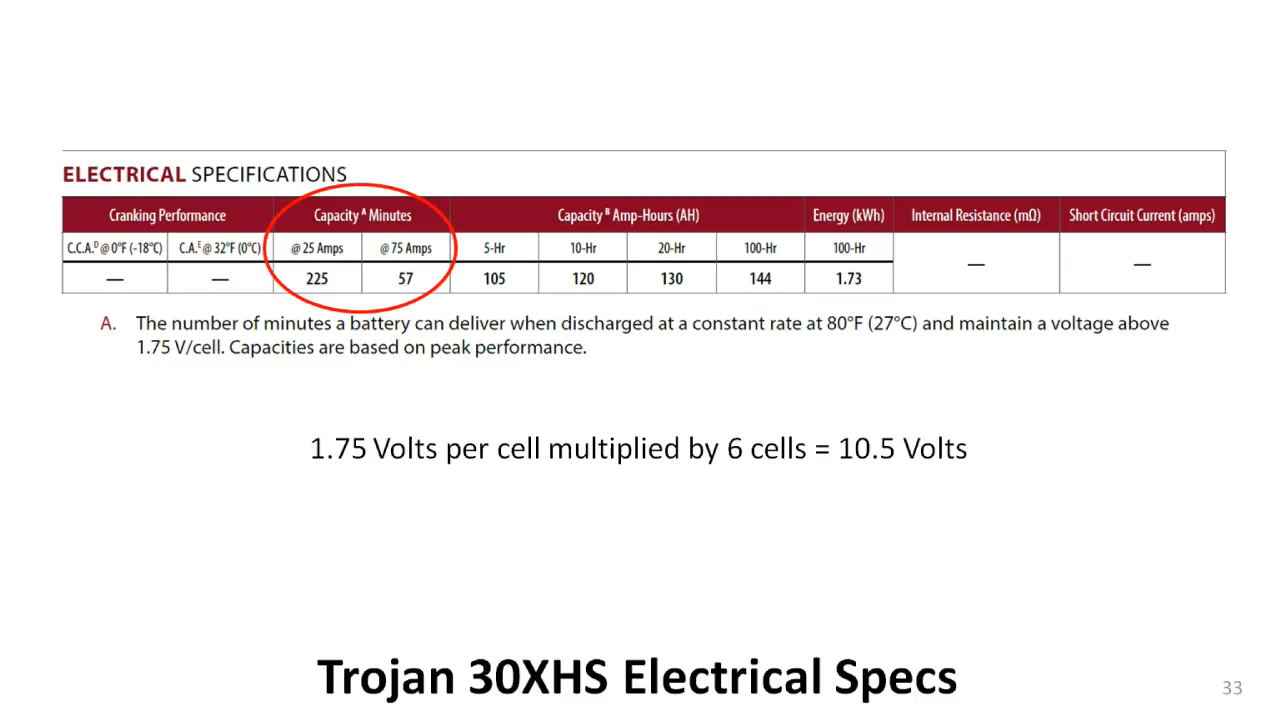 ELECTRICAL SPECIFICATIONS
Cranking Performance Capacity A Minutes Capacity B Amp-Hours (AH) Energy (kWh) Internal Resistance (mΩ) Short Circuit Current (amps)
C.C.A.D @ 0°F (-18°C) C.A.E @ 32°F (0°C) @ 25 Amps @ 75 Amps 5-Hr 10-Hr 20-Hr 100-Hr 100-Hr — —
— — 225 57 105 120 130 144 1.73
A. The number of minutes a battery can deliver when discharged at a constant rate at 80°F (27°C) and maintain a voltage above
1.75 V/cell. Capacities are based on peak performance.
1.75 Volts per cell multiplied by 6 cells = 10.5 Volts
Trojan 30XHS Electrical Specs
33